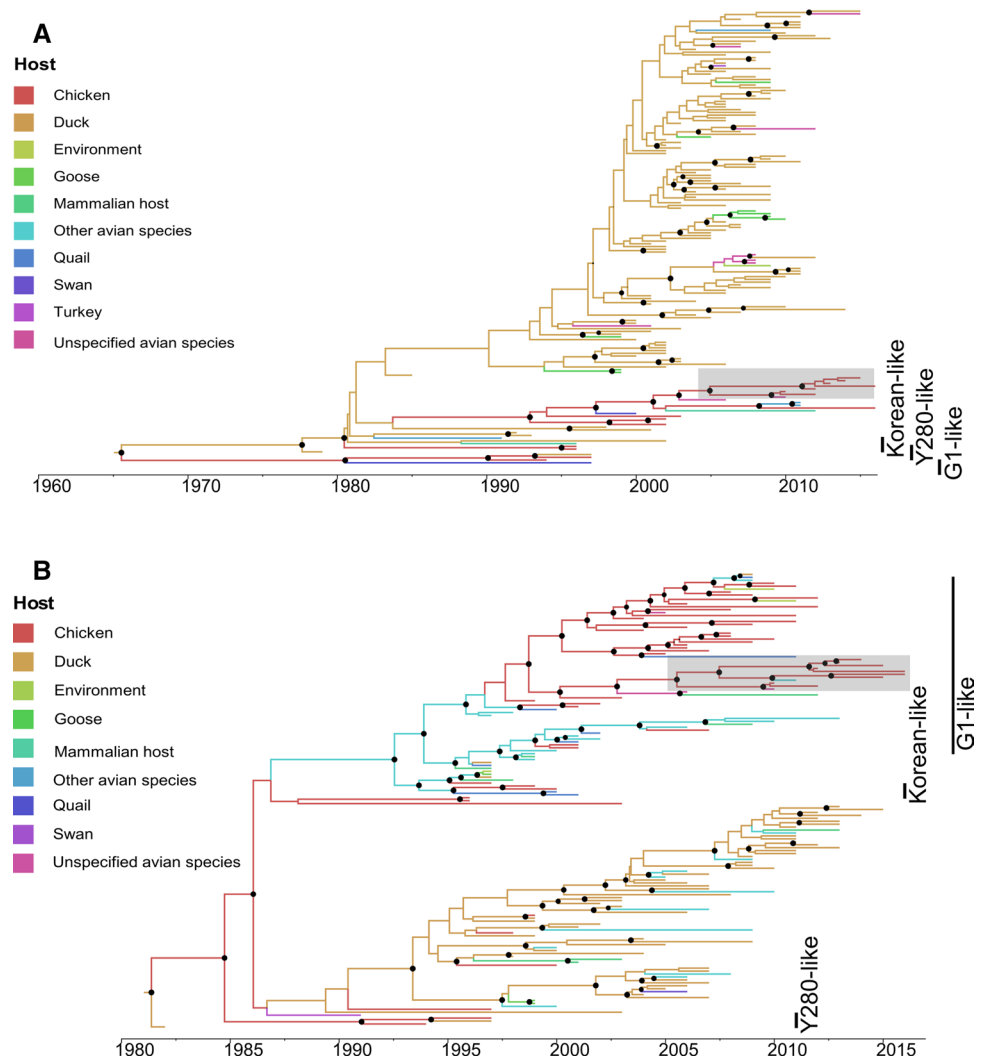 A
Host
Chicken
Duck
Environment
Goose
Mammalian host
Other avian species
Quail
Swan
Turkey
Unspecified avian species
Korean-like
Y280-like
G1-like
1960 1970 1980 1990 2000 2010
B
Host
Chicken
Duck
Environment
Goose
Mammalian host
Other avian species
Quail
Swan
Unspecified avian species
G1-like
Korean-like
Y280-like
1980 1985 1990 1995 2000 2005 2010 2015